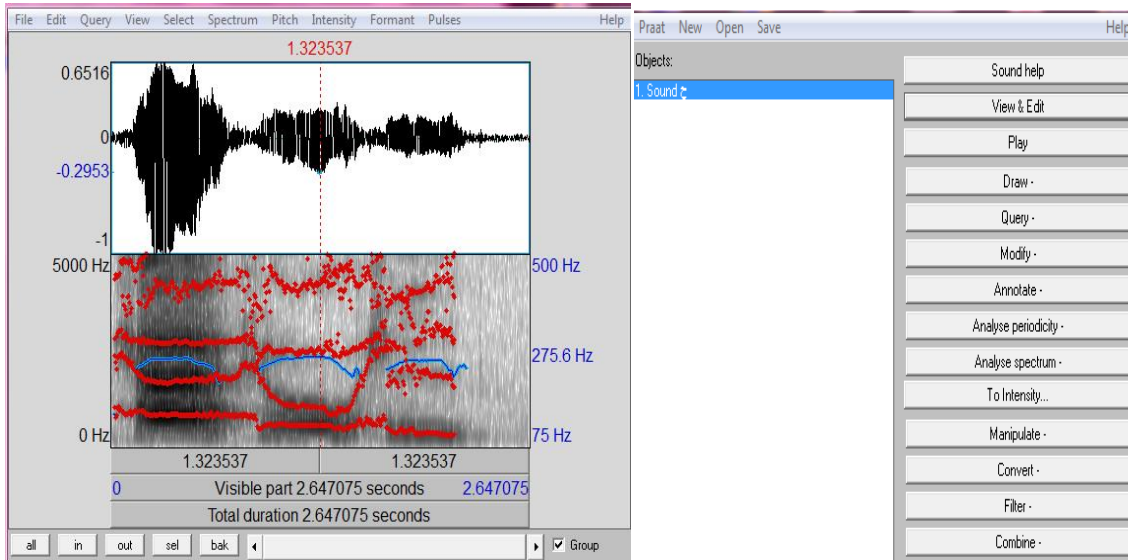 File Edit Query View Select Spectrum Pitch Intensity Formant Pulses Help
1.323537
0.6516
0
-0.2953
-1
5000 Hz
500 Hz
275.6 Hz
0 Hz
75 Hz
1.323537 1.323537
0 Visible part 2.647075 seconds 2.647075
Total duration 2.647075 seconds
all in out sel bak Group
Praat New Open Save Help
Objects:
1. Sound
Sound help
View & Edit
Play
Draw -
Query -
Modify -
Annotate -
Analyse periodicity -
Analyse spectrum -
To Intensity...
Manipulate -
Convert -
Filter -
Combine -